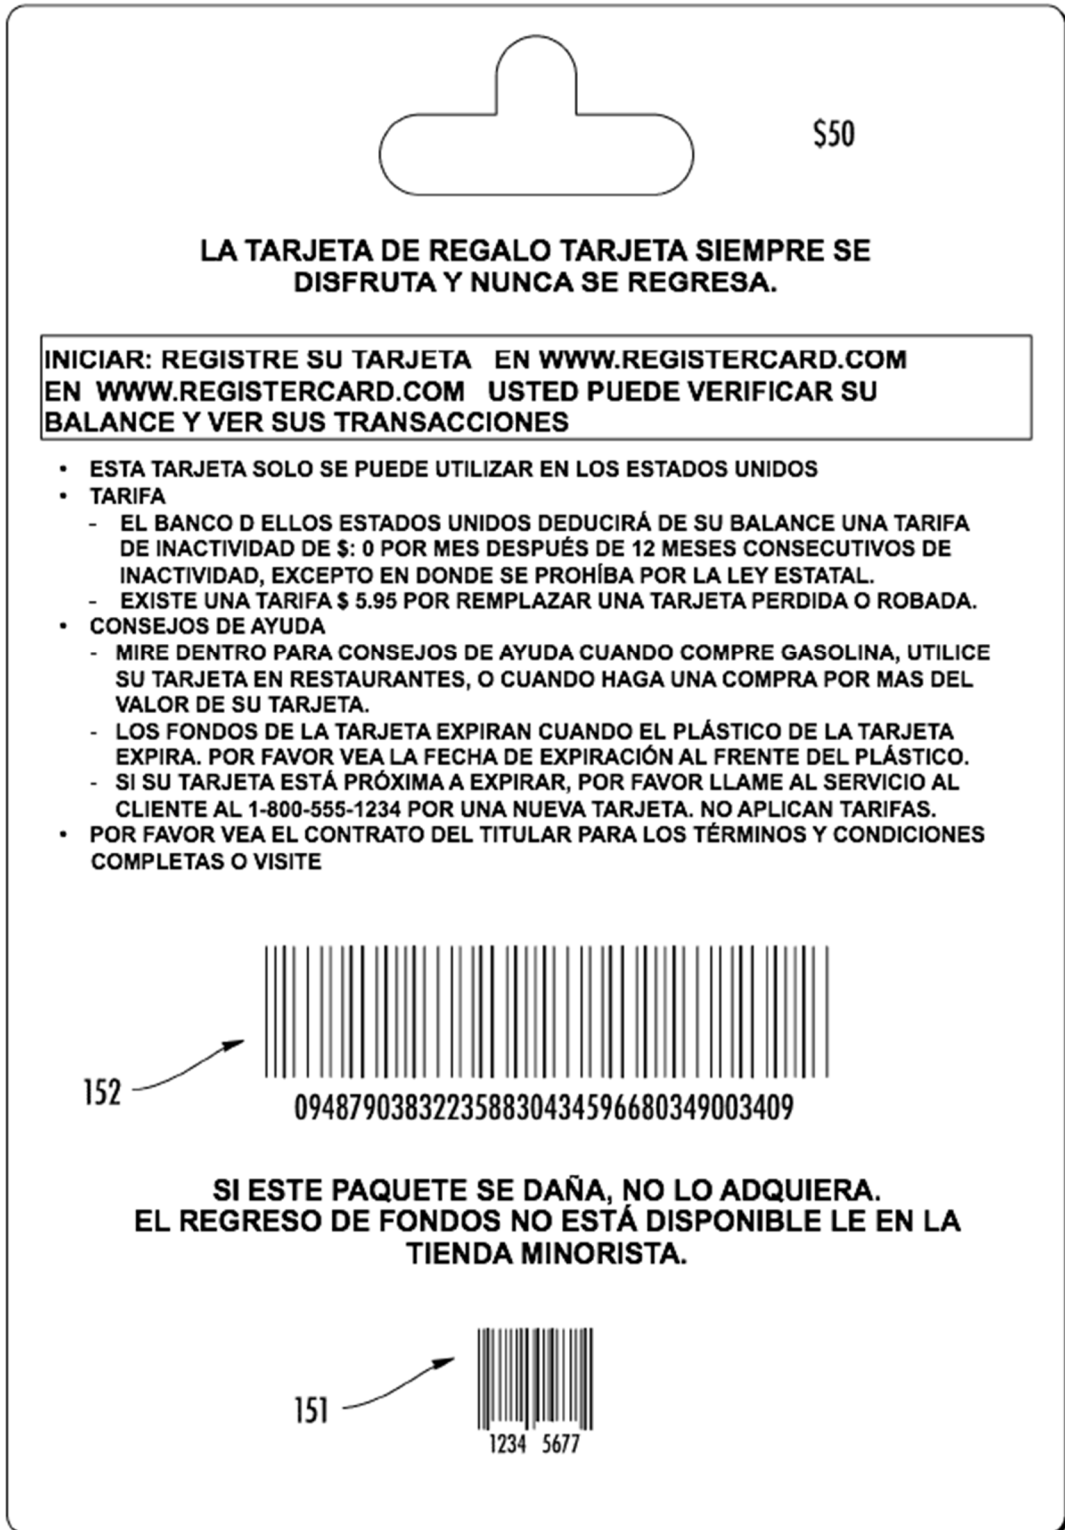 $50
LA TARJETA DE REGALO TARJETA SIEMPRE SE
DISFRUTA Y NUNCA SE REGRESA.
INICIAR: REGISTRE SU TARJETA EN WWW.REGISTERCARD.COM
EN WWW.REGISTERCARD.COM USTED PUEDE VERIFICAR SU
BALANCE Y VER SUS TRANSACCIONES
• ESTA TARJETA SOLO SE PUEDE UTILIZAR EN LOS ESTADOS UNIDOS
• TARIFA
- EL BANCO D ELLOS ESTADOS UNIDOS DEDUCIRÁ DE SU BALANCE UNA TARIFA
DE INACTIVIDAD DE $: 0 POR MES DESPUÉS DE 12 MESES CONSECUTIVOS DE
INACTIVIDAD, EXCEPTO EN DONDE SE PROHÍBA POR LA LEY ESTATAL.
- EXISTE UNA TARIFA $ 5.95 POR REMPLAZAR UNA TARJETA PERDIDA O ROBADA.
• CONSEJOS DE AYUDA
- MIRE DENTRO PARA CONSEJOS DE AYUDA CUANDO COMPRE GASOLINA, UTILICE
SU TARJETA EN RESTAURANTES, O CUANDO HAGA UNA COMPRA POR MAS DEL
VALOR DE SU TARJETA.
- LOS FONDOS DE LA TARJETA EXPIRAN CUANDO EL PLÁSTICO DE LA TARJETA
EXPIRA. POR FAVOR VEA LA FECHA DE EXPIRACIÓN AL FRENTE DEL PLÁSTICO.
- SI SU TARJETA ESTÁ PRÓXIMA A EXPIRAR, POR FAVOR LLAME AL SERVICIO AL
CLIENTE AL 1-800-555-1234 POR UNA NUEVA TARJETA. NO APLICAN TARIFAS.
• POR FAVOR VEA EL CONTRATO DEL TITULAR PARA LOS TÉRMINOS Y CONDICIONES
COMPLETAS O VISITE
152
094879038322358830434596680349003409
SI ESTE PAQUETE SE DAÑA, NO LO ADQUIERA.
EL REGRESO DE FONDOS NO ESTÁ DISPONIBLE LE EN LA
TIENDA MINORISTA.
151
1234 5677